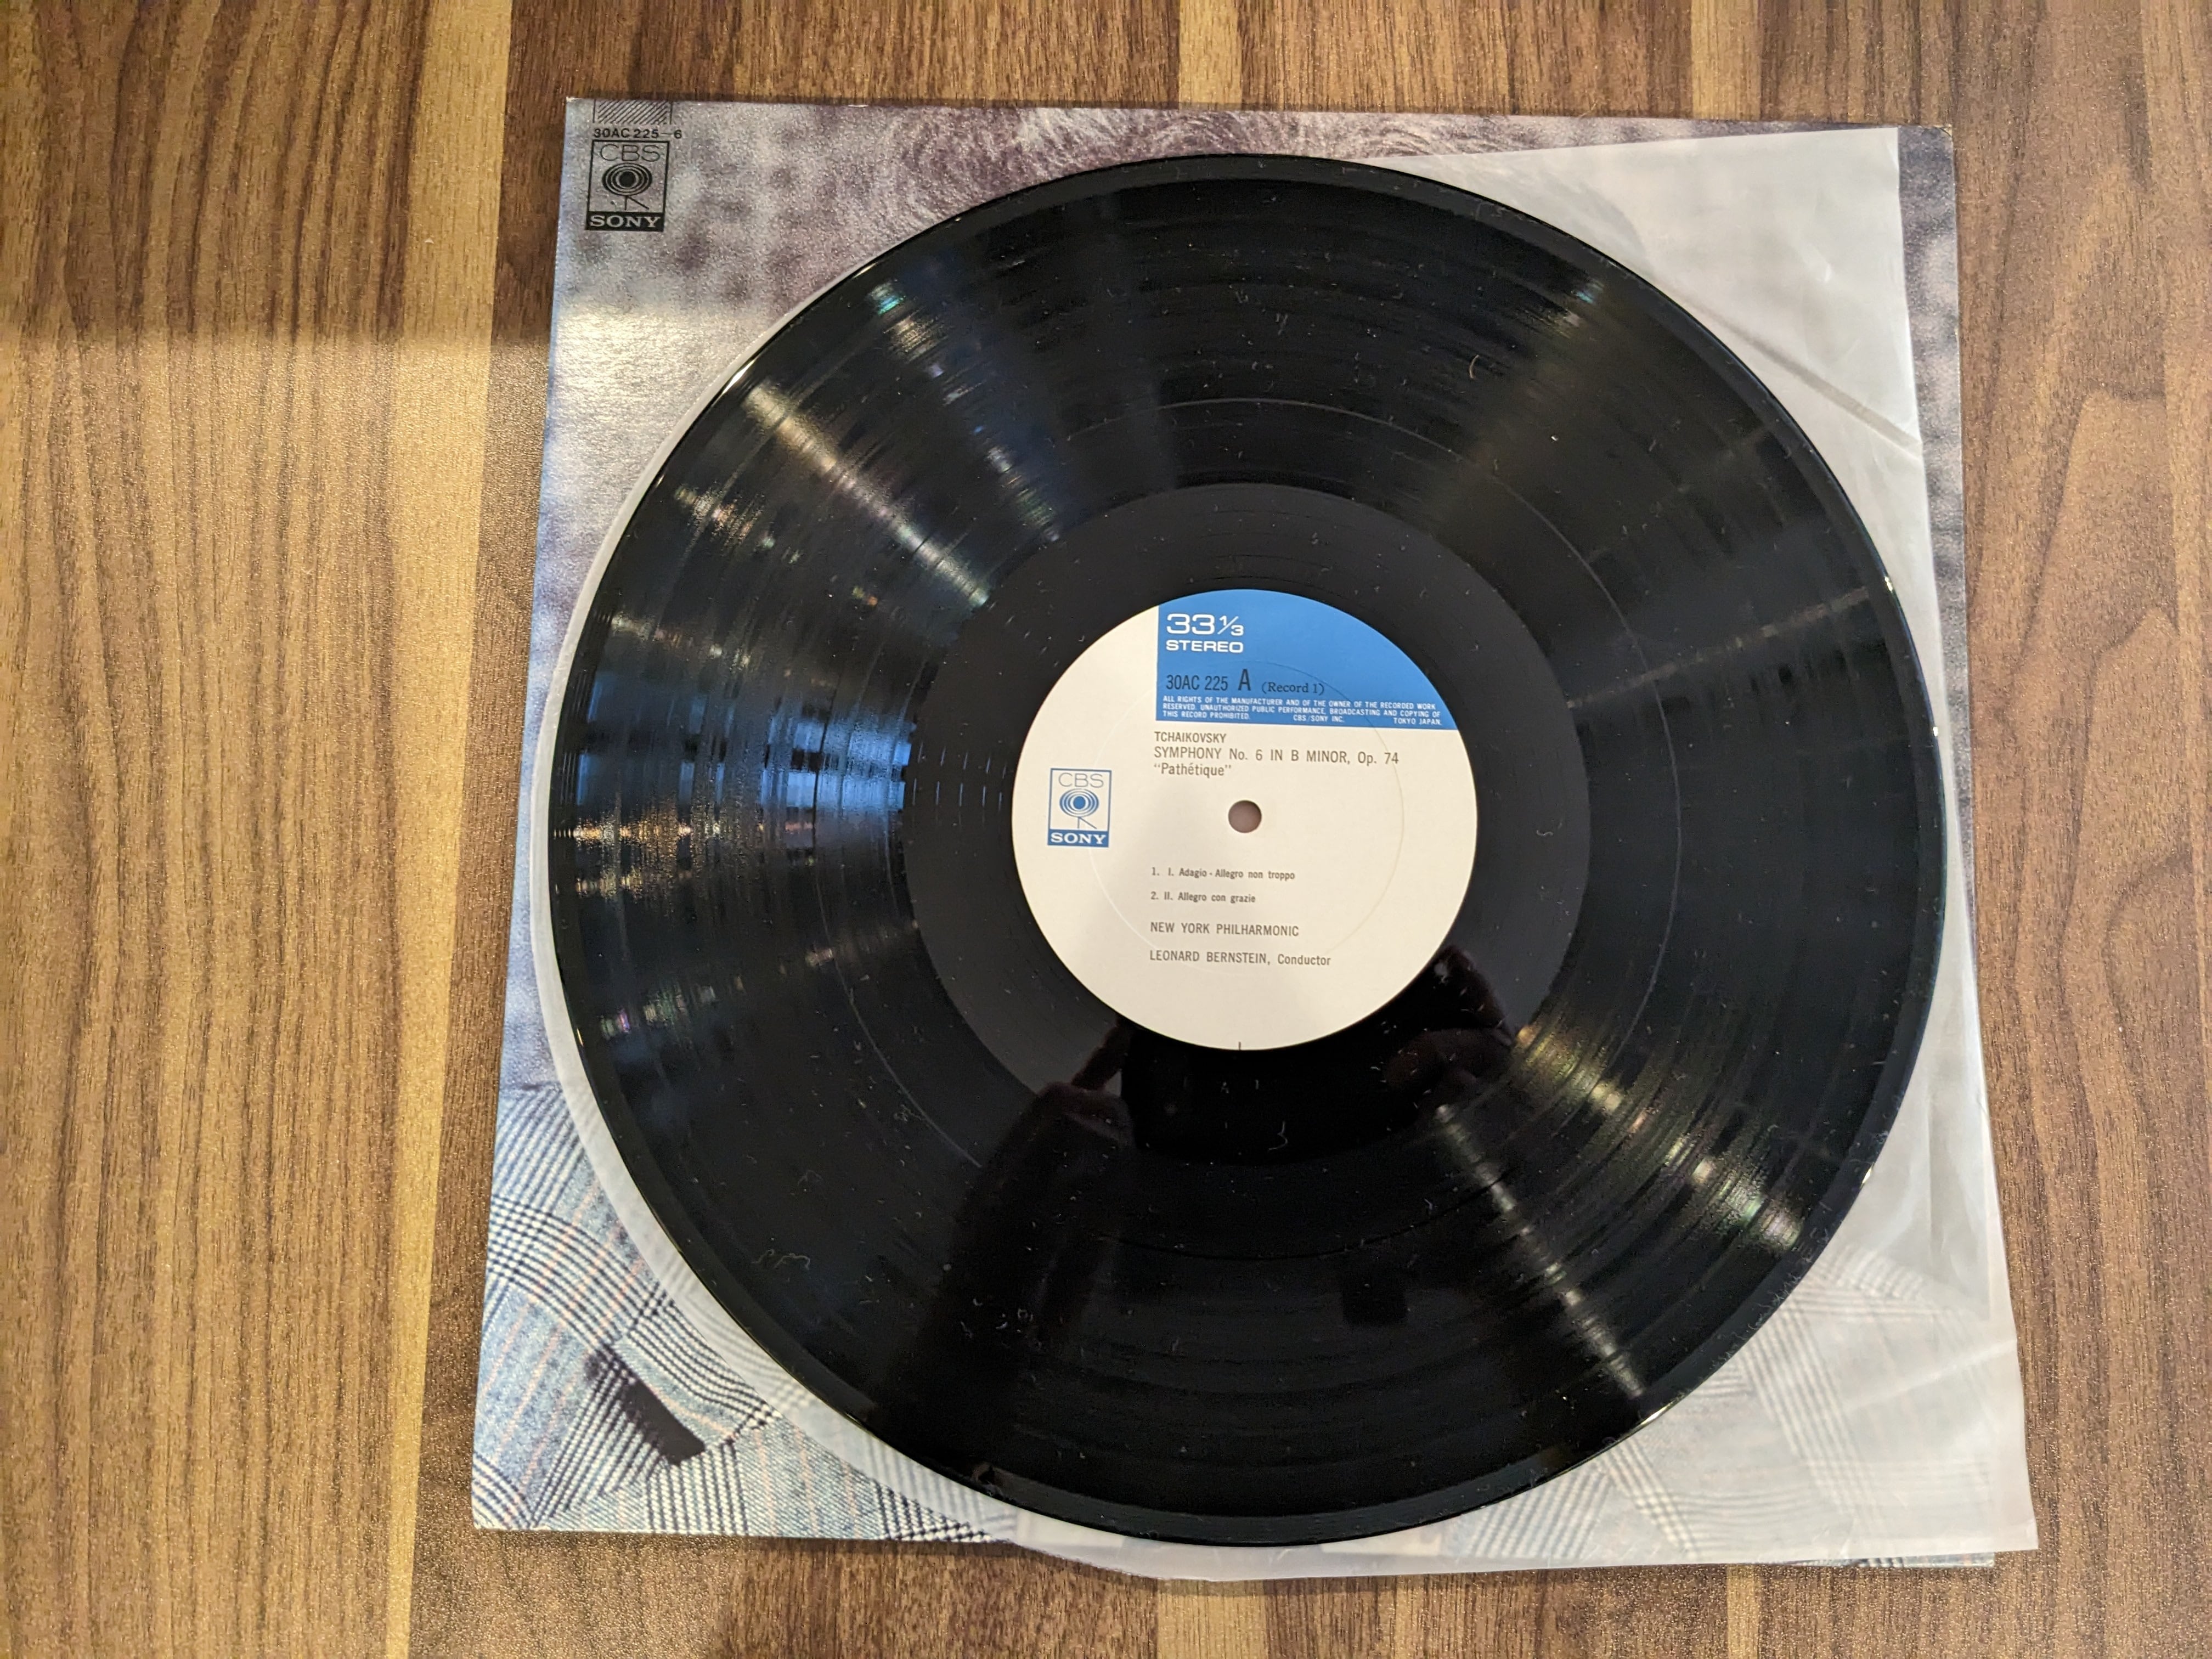 30AC 225-6
CBS
SONY
33 1/3
STEREO
30AC 225 A (Record 1)
ALL RIGHTS OF THE MANUFACTURER AND OF THE OWNER OF THE RECORDED WORK
RESERVED. UNAUTHORIZED PUBLIC PERFORMANCE, BROADCASTING AND COPYING OF
THIS RECORD PROHIBITED. CBS/SONY INC. TOKYO JAPAN.
TCHAIKOVSKY
SYMPHONY No. 6 IN B MINOR, Op. 74
"Pathétique"
CBS
SONY
1. I. Adagio - Allegro non troppo
2. II. Allegro con grazie
NEW YORK PHILHARMONIC
LEONARD BERNSTEIN, Conductor